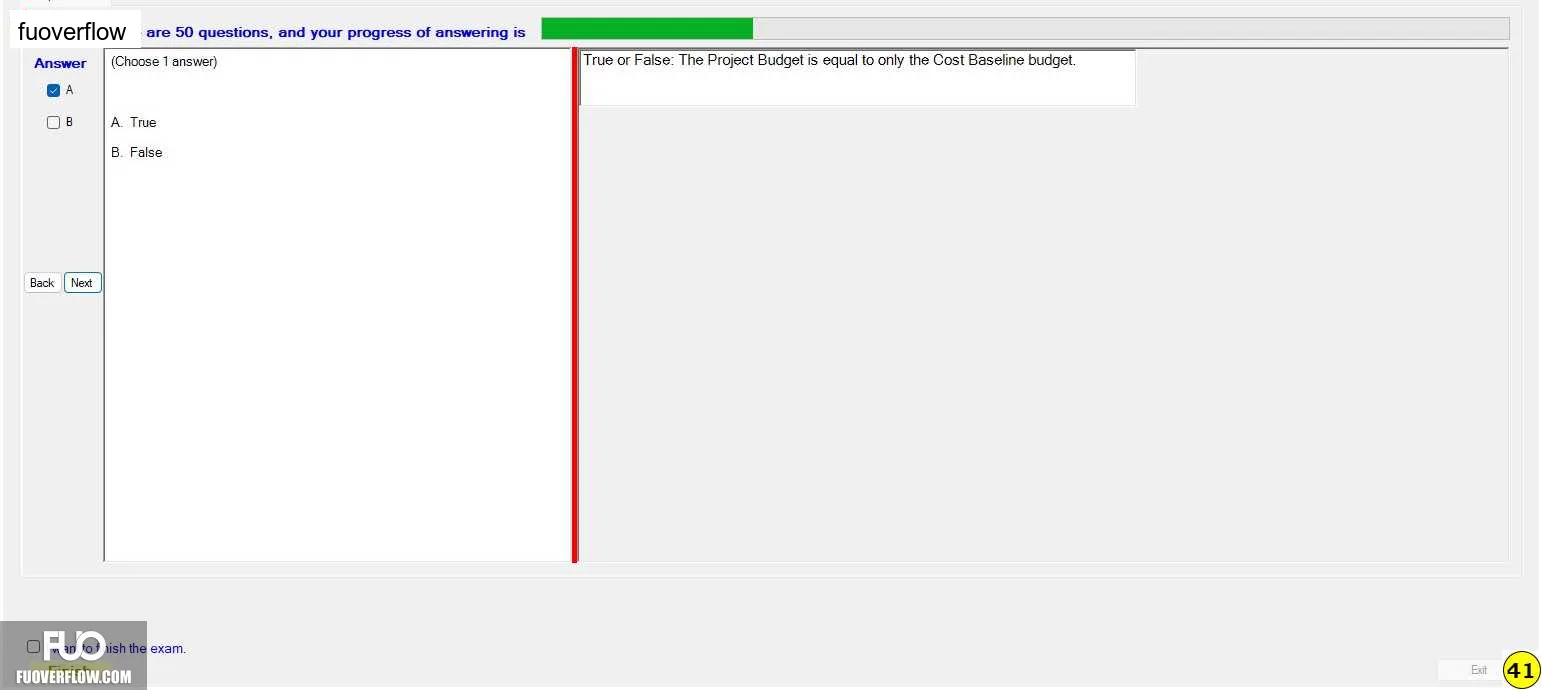 fuoverflow
are 50 questions, and your progress of answering is
Answer
A
B
(Choose 1 answer)
A. True
B. False
True or False: The Project Budget is equal to only the Cost Baseline budget.
Back
Next
FUO
the exam.
FUOVERFLOW.COM
Exit
41